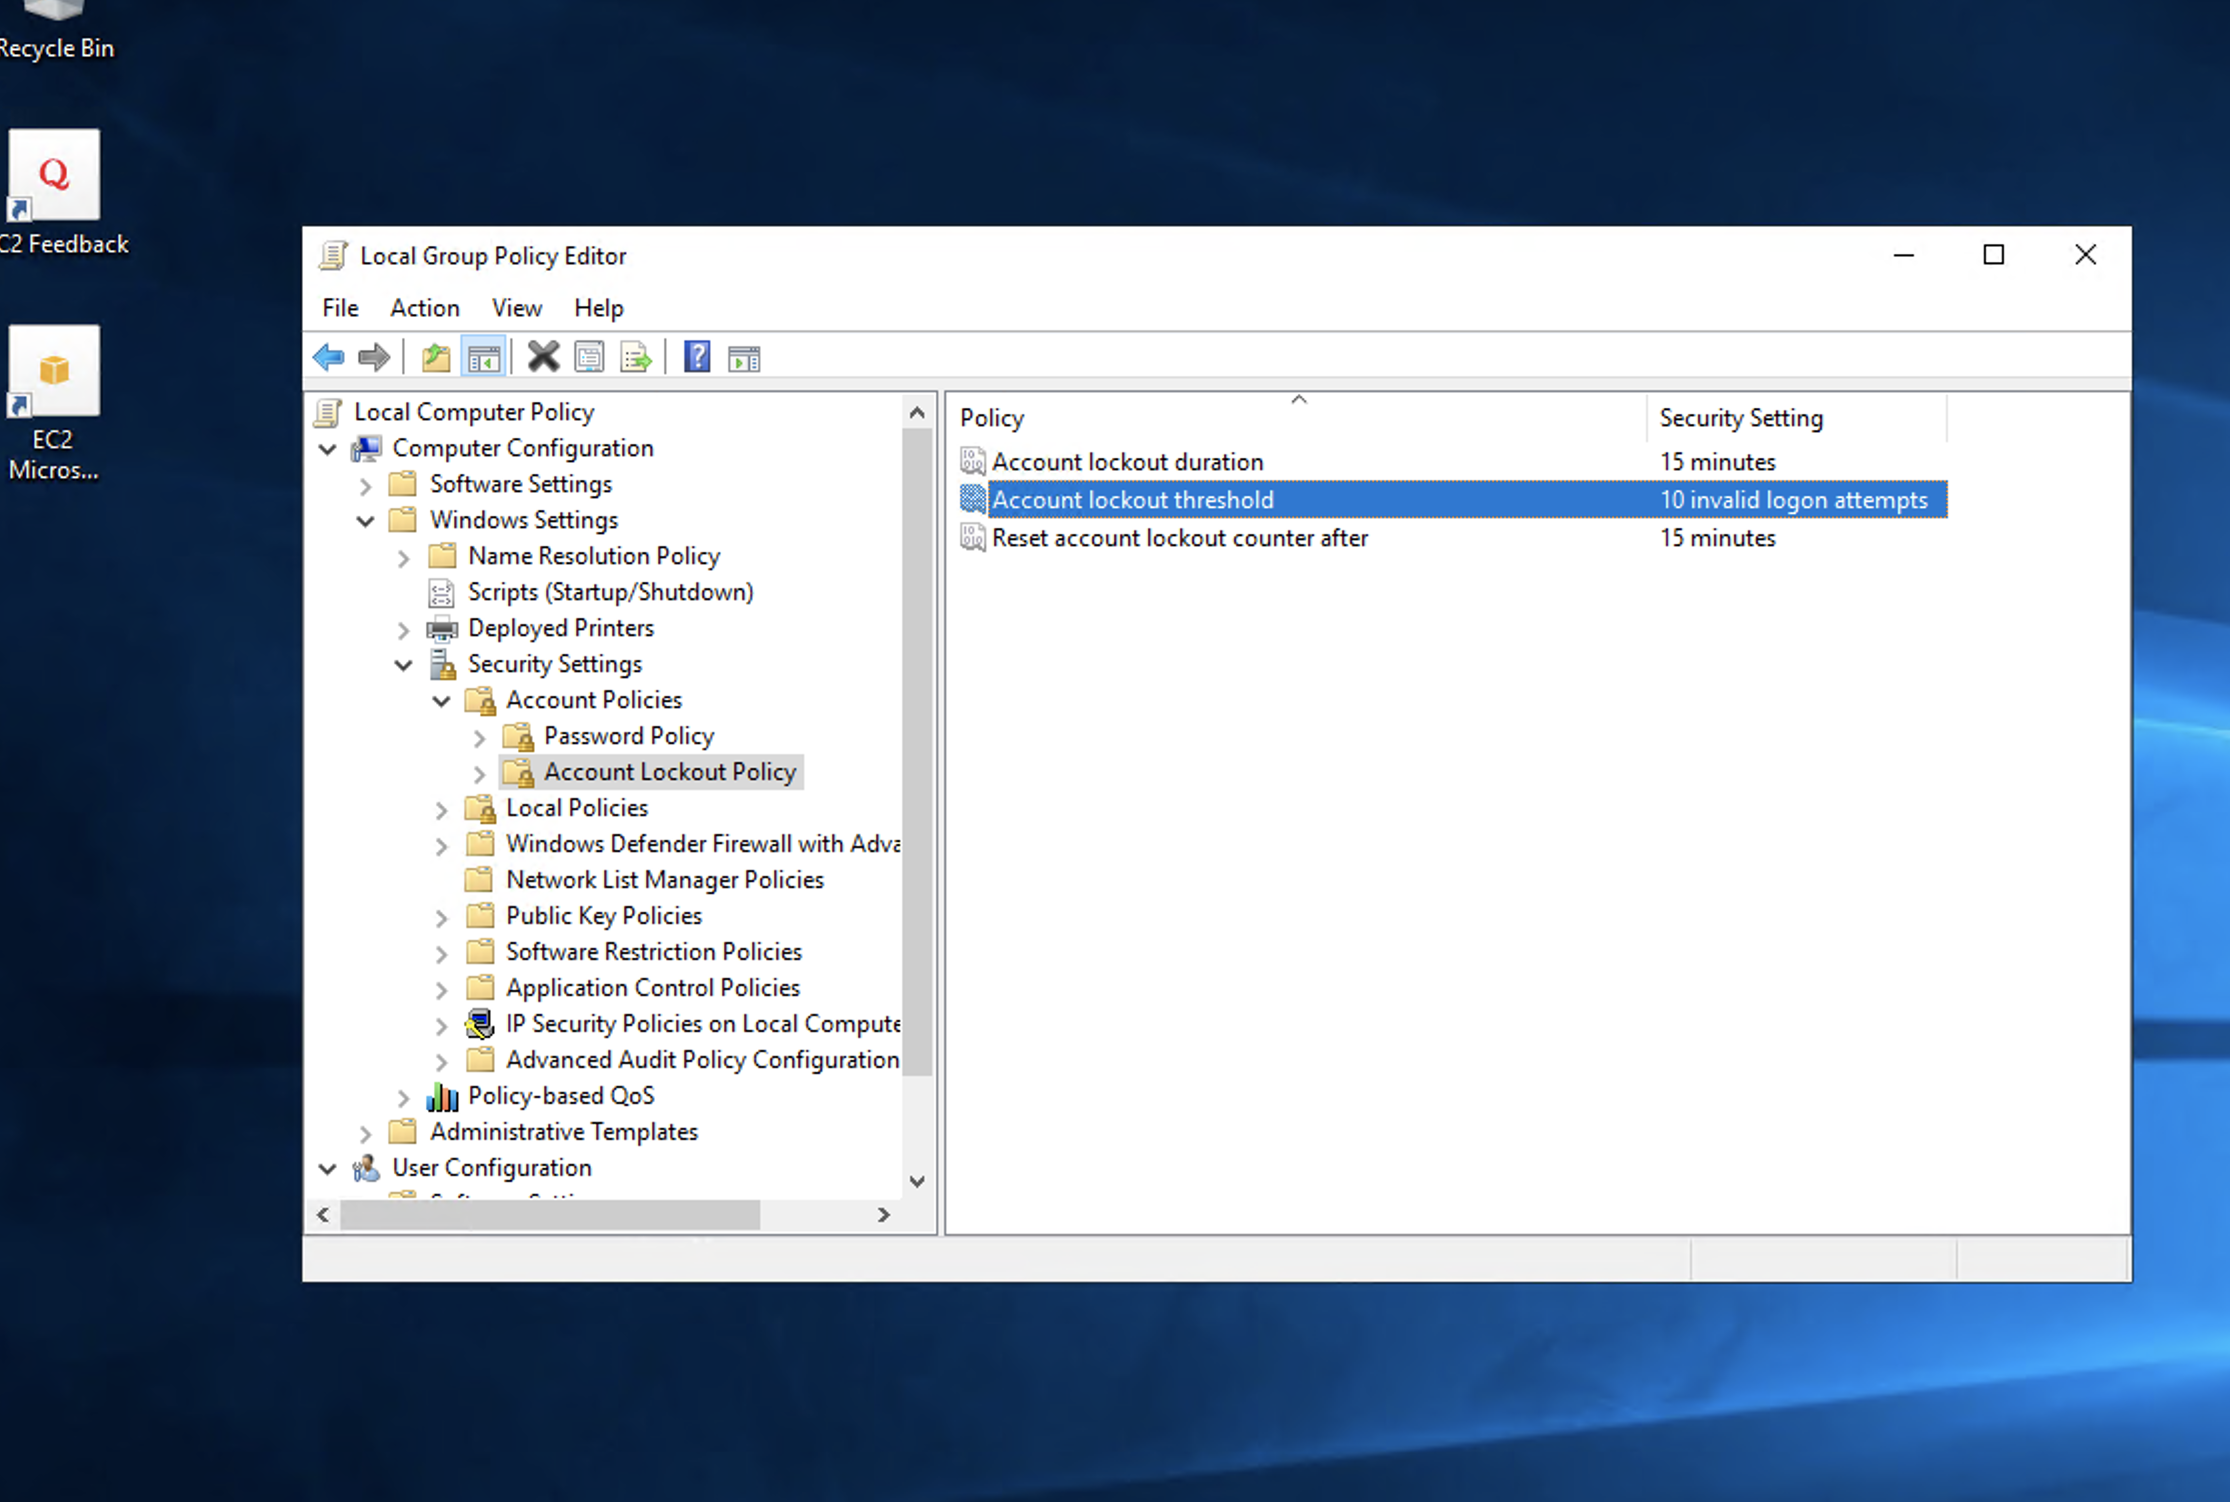 Recycle Bin
Q
C2 Feedback
EC2
Micros...
Local Group Policy Editor
File Action View Help
?
Local Computer Policy
Computer Configuration
Software Settings
Windows Settings
Name Resolution Policy
Scripts (Startup/Shutdown)
Deployed Printers
Security Settings
Account Policies
Password Policy
Account Lockout Policy
Local Policies
Windows Defender Firewall with Adva
Network List Manager Policies
Public Key Policies
Software Restriction Policies
Application Control Policies
IP Security Policies on Local Compute
Advanced Audit Policy Configuration
Policy-based QoS
Administrative Templates
User Configuration
Policy Security Setting
Account lockout duration 15 minutes
Account lockout threshold 10 invalid logon attempts
Reset account lockout counter after 15 minutes